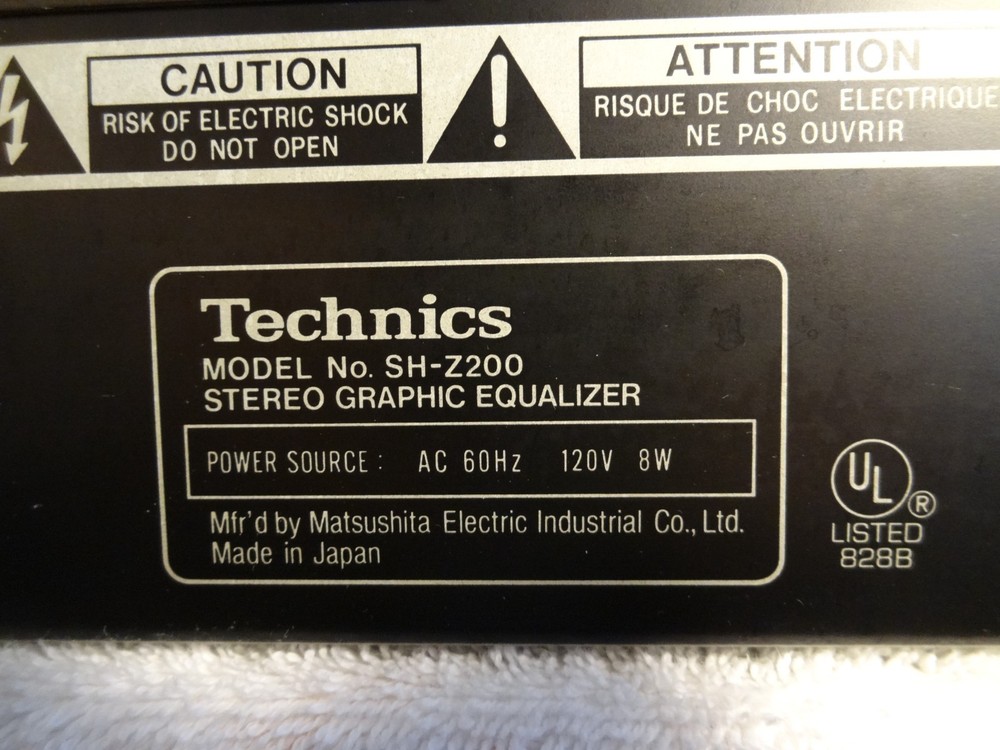 CAUTION
RISK OF ELECTRIC SHOCK
DO NOT OPEN
!
ATTENTION
RISQUE DE CHOC ELECTRIQUE
NE PAS OUVRIR
Technics
MODEL No. SH-Z200
STEREO GRAPHIC EQUALIZER
POWER SOURCE: AC 60Hz 120V 8W
Mfr'd by Matsushita Electric Industrial Co., Ltd.
Made in Japan
UL ®
LISTED
828B